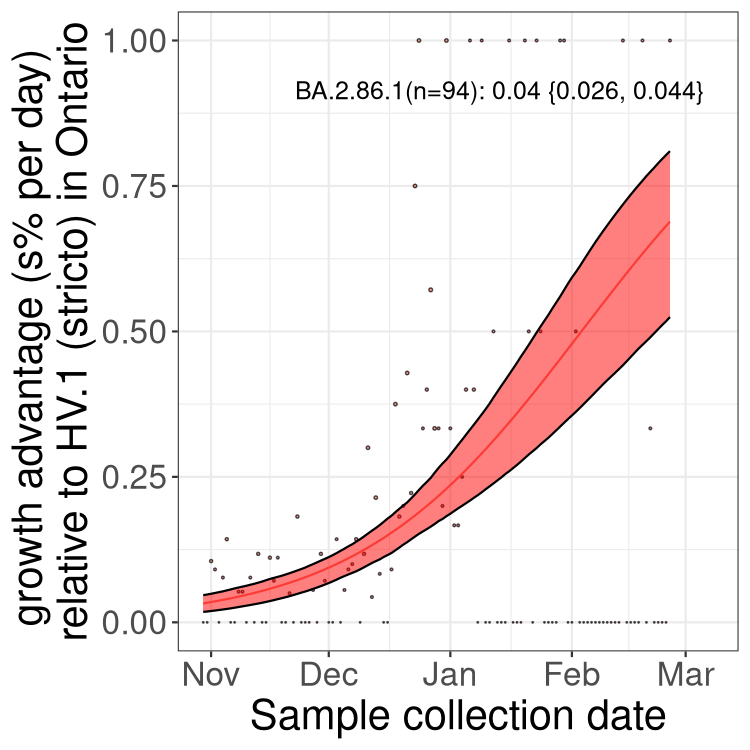 growth advantage (s% per day)
relative to HV.1 (stricto) in Ontario
1.00
0.75
0.50
0.25
0.00
BA.2.86.1(n=94): 0.04 {0.026, 0.044}
Nov Dec Jan Feb Mar
Sample collection date